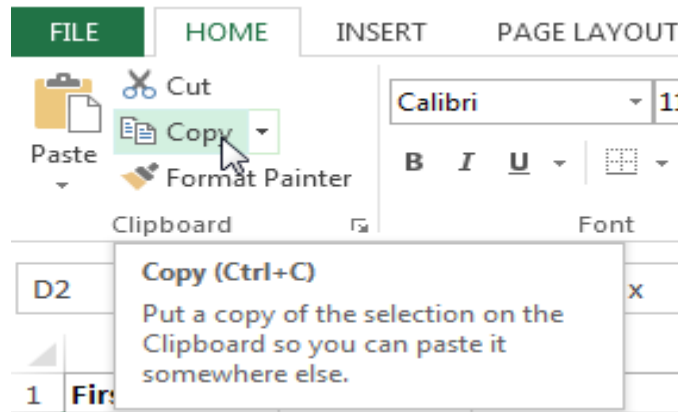 FILE HOME INSERT PAGE LAYOUT
Cut
Calibri
Copy
Paste
B I U
Format Painter
Clipboard Font
Copy (Ctrl+C)
D2 x
Put a copy of the selection on the
Clipboard so you can paste it
somewhere else.
1